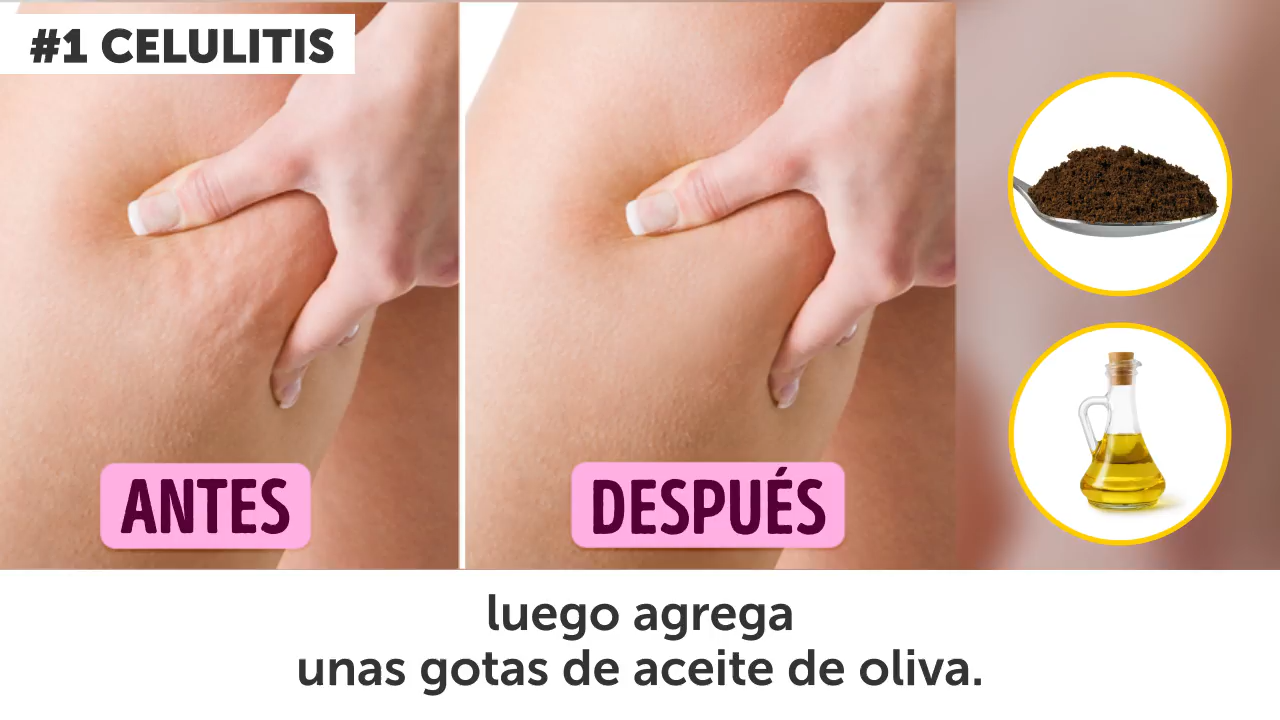 #1 CELULITIS
ANTES
DESPUÉS
luego agrega
unas gotas de aceite de oliva.